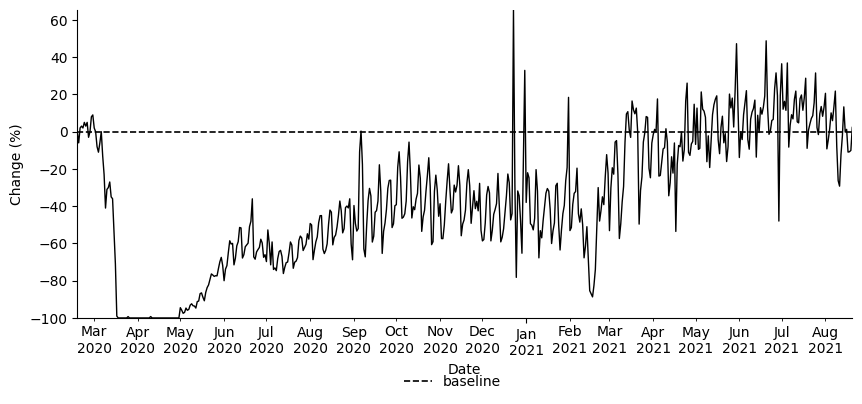 60
40
20
0
−20
−40
−60
−80
−100
Change (%)
Mar Apr May Jun Jul Aug Sep Oct Nov Dec Jan Feb Mar Apr May Jun Jul Aug
2020 2020 2020 2020 2020 2020 2020 2020 2020 2020 2021 2021 2021 2021 2021 2021 2021 2021
Date
baseline